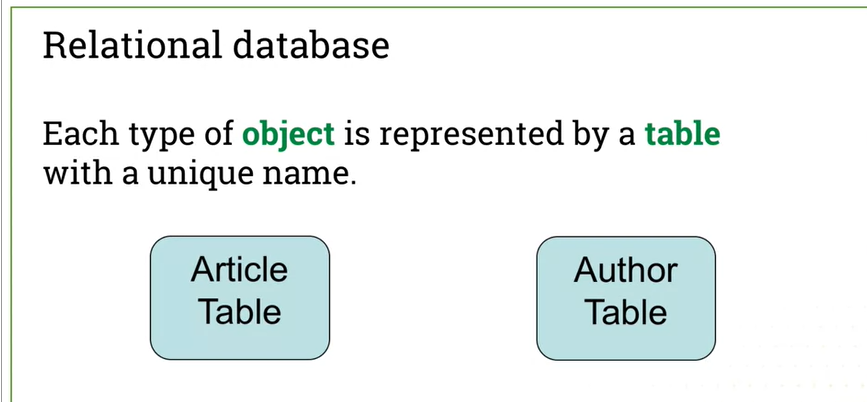 Relational database
Each type of object is represented by a table
with a unique name.
Article
Table
Author
Table